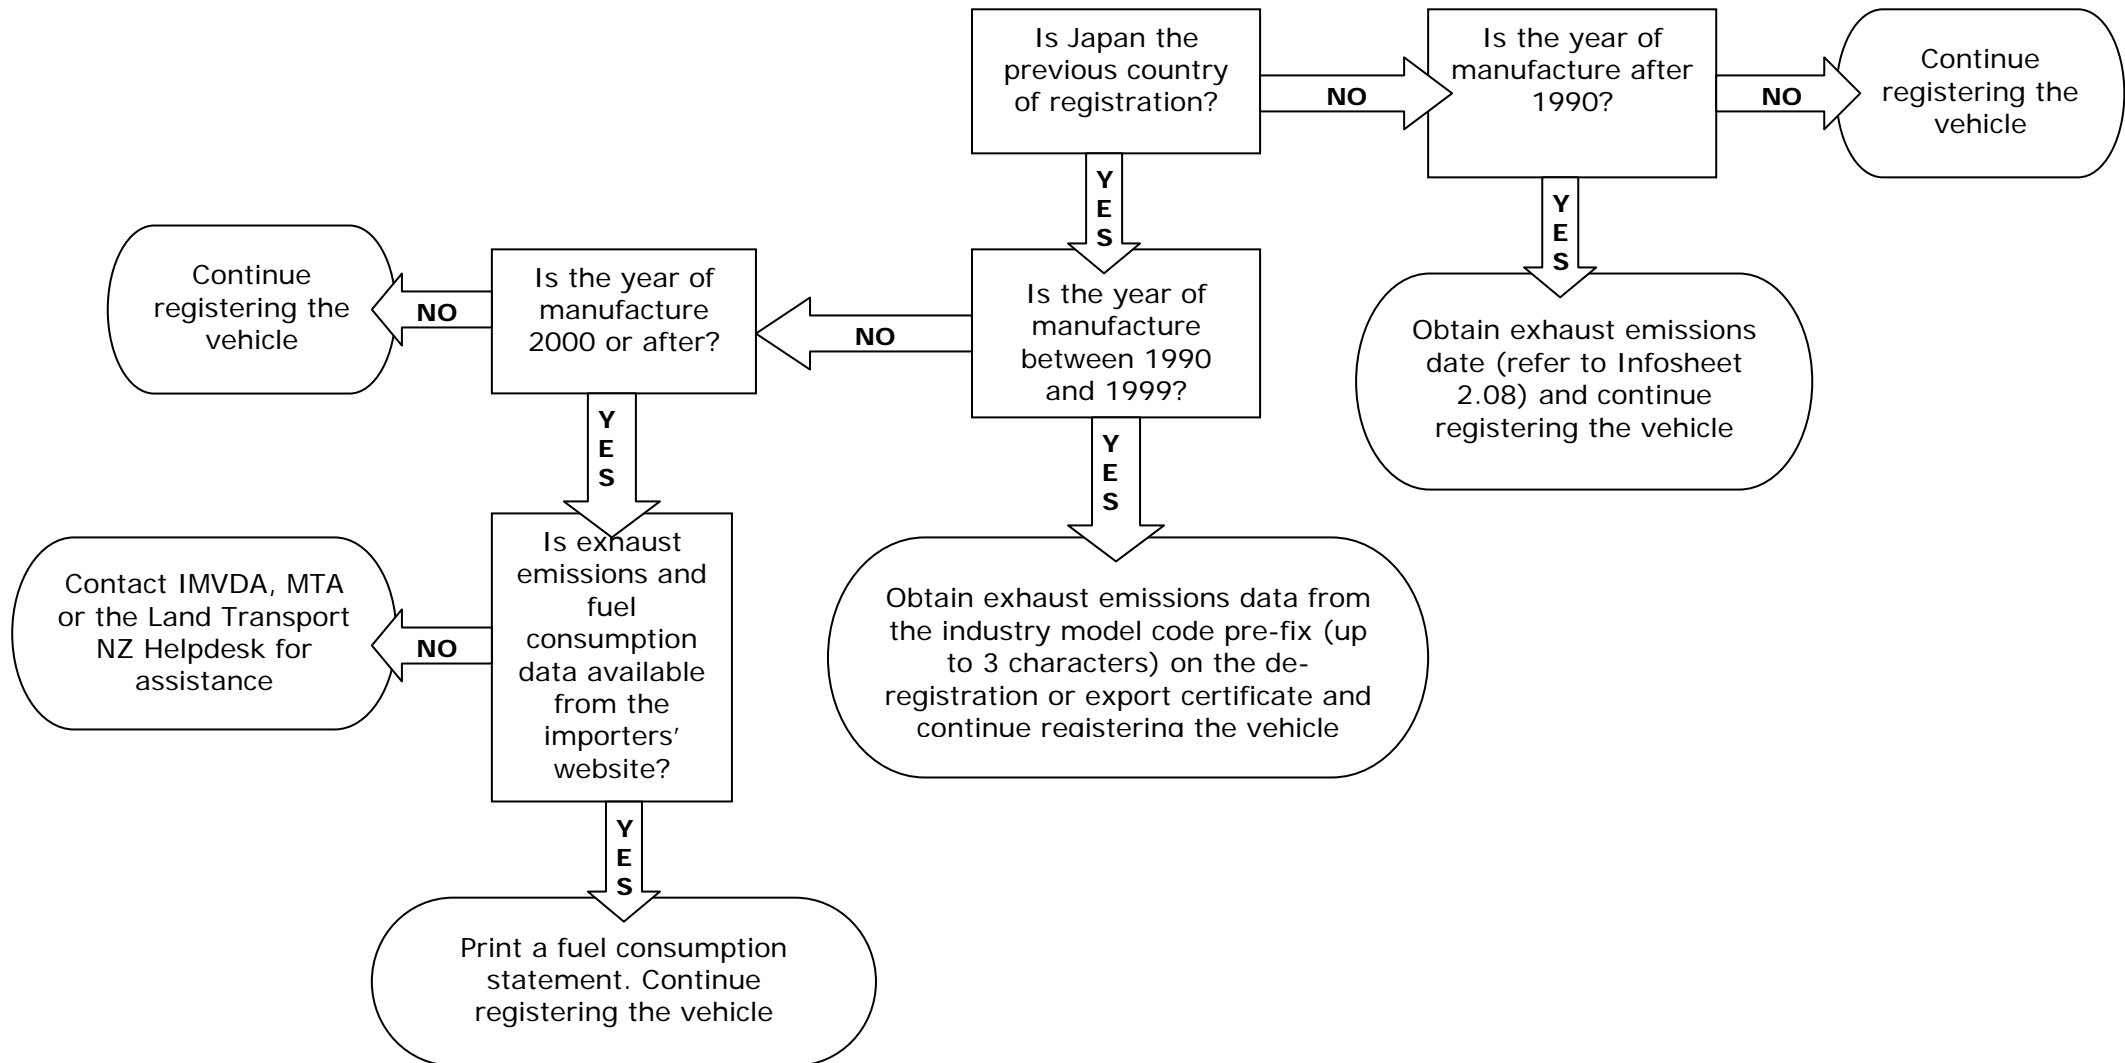 Is Japan the
previous country
of registration?
NO
Is the year of
manufacture after
1990?
NO
Continue
registering the
vehicle
YES
YES
Continue
registering the
vehicle
NO
Is the year of
manufacture
2000 or after?
NO
Is the year of
manufacture
between 1990
and 1999?
Obtain exhaust emissions
date (refer to Infosheet
2.08) and continue
registering the vehicle
YES
YES
Contact IMVDA, MTA
or the Land Transport
NZ Helpdesk for
assistance
NO
Is exhaust
emissions and
fuel
consumption
data available
from the
importers’
website?
Obtain exhaust emissions data from
the industry model code pre-fix (up
to 3 characters) on the de-
registration or export certificate and
continue registering the vehicle
YES
Print a fuel consumption
statement. Continue
registering the vehicle